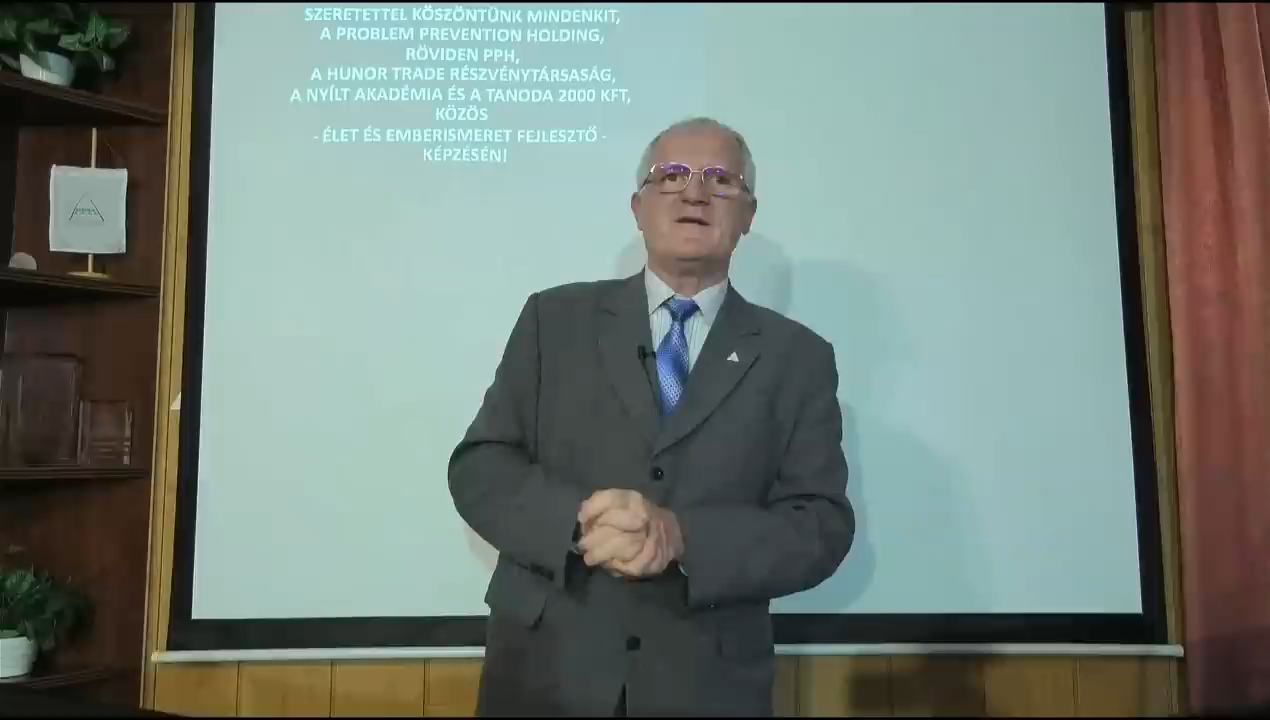 SZERETETTEL KÖSZÖNTÜNK MINDENKIT,
A PROBLEM PREVENTION HOLDING,
RÖVIDEN PPH,
A HUNOR TRADE RÉSZVÉNYTÁRSASÁG,
A NYÍLT AKADÉMIA ÉS A TANODA 2000 KFT,
KÖZÖS
- ÉLET ÉS EMBERISMERET FEJLESZTŐ -
KÉPZÉSÉN!